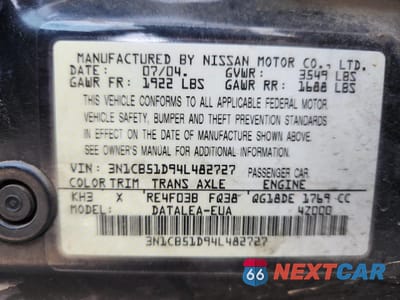 MANUFACTURED BY NISSAN MOTOR CO., LTD.
DATE: 07/04. GVWR: 3549 LBS
GAWR FR: 1922 LBS GAWR RR: 1688 LBS
THIS VEHICLE CONFORMS TO ALL APPLICABLE FEDERAL MOTOR
VEHICLE SAFETY, BUMPER AND THEFT PREVENTION STANDARDS
IN EFFECT ON THE DATE OF MANUFACTURE SHOWN ABOVE.
SEE OWNER'S MANUAL FOR ADDITIONAL INFORMATION
VIN: 3N1CB51D94L482727 PASSENGER CAR
COLOR TRIM TRANS AXLE ENGINE
KH3 X RE4F03B FQ38 QG18DE 1769 CC
MODEL: DATALEA-EUA 4Z000
3N1CB51D94L482727
66 NEXTCAR